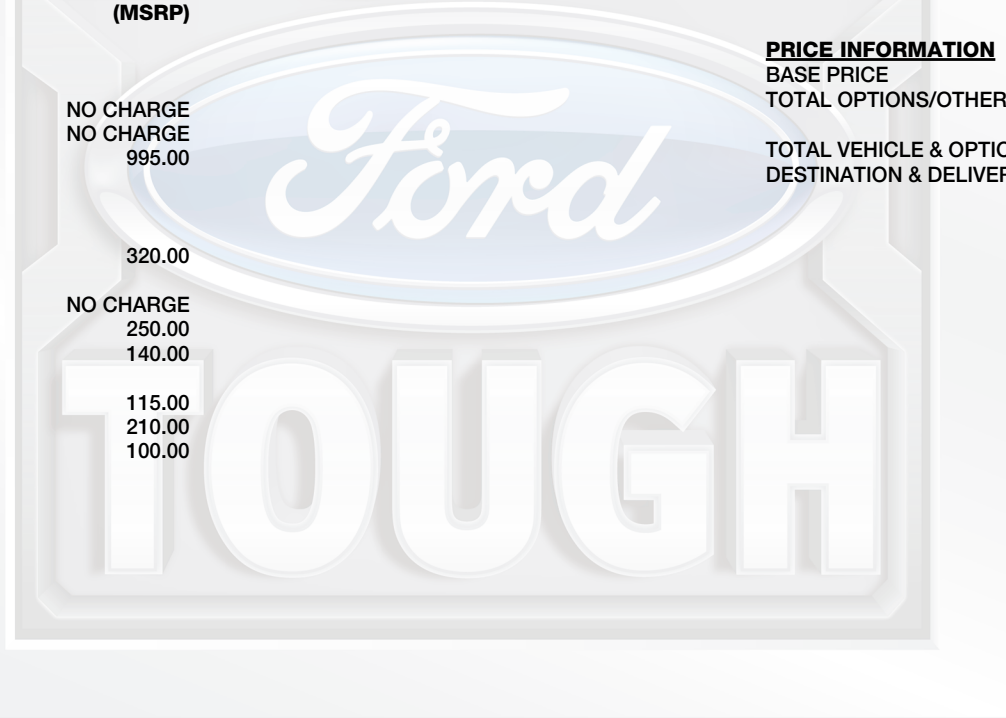 (MSRP)
NO CHARGE
NO CHARGE
995.00
320.00
NO CHARGE
250.00
140.00
115.00
210.00
100.00
PRICE INFORMATION
BASE PRICE
TOTAL OPTIONS/OTHER
TOTAL VEHICLE & OPTIO
DESTINATION & DELIVER
Ford
TOUGH